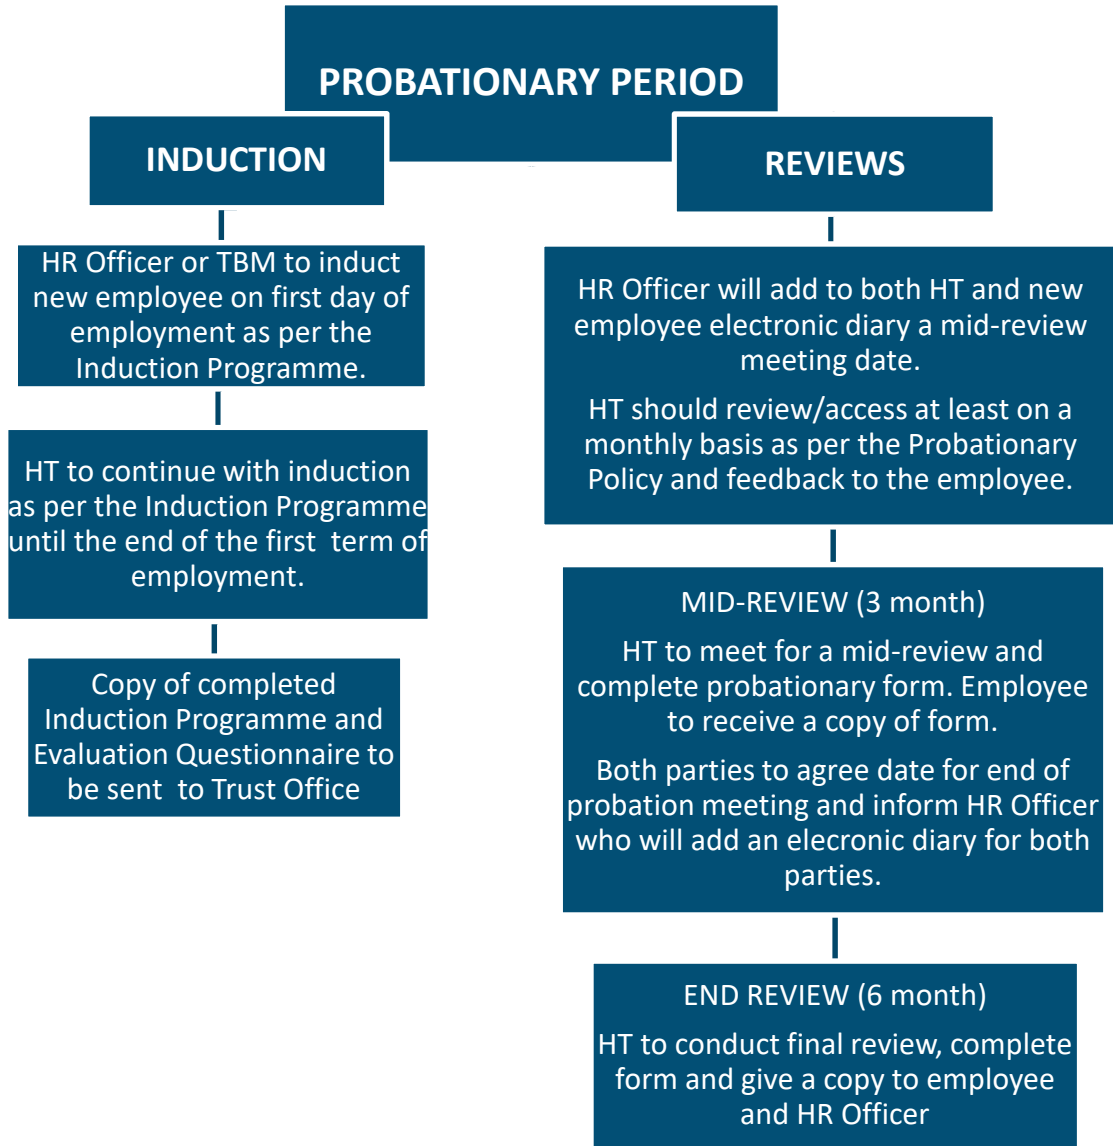 PROBATIONARY PERIOD
INDUCTION
HR Officer or TBM to induct
new employee on first day of
employment as per the
Induction Programme.
HT to continue with induction
as per the Induction Programme
until the end of the first term of
employment.
Copy of completed
Induction Programme and
Evaluation Questionnaire to
be sent to Trust Office
REVIEWS
HR Officer will add to both HT and new
employee electronic diary a mid-review
meeting date.
HT should review/access at least on a
monthly basis as per the Probationary
Policy and feedback to the employee.
MID-REVIEW (3 month)
HT to meet for a mid-review and
complete probationary form. Employee
to receive a copy of form.
Both parties to agree date for end of
probation meeting and inform HR Officer
who will add an elecronic diary for both
parties.
END REVIEW (6 month)
HT to conduct final review, complete
form and give a copy to employee
and HR Officer